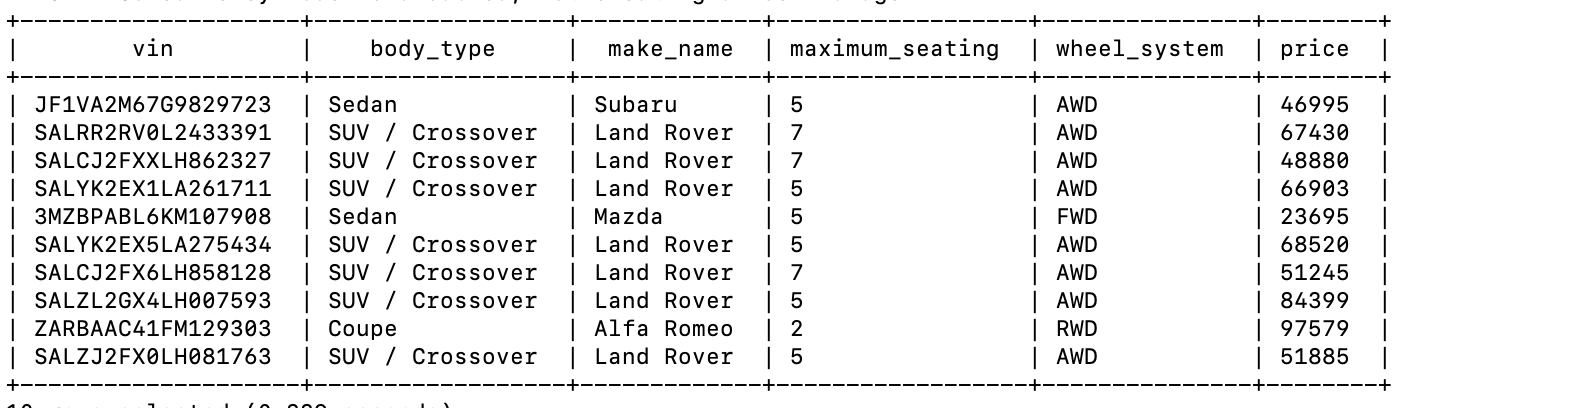 +--------------------+------------------+-------------+------------------+---------------+--------+
| vin | body_type | make_name | maximum_seating | wheel_system | price |
+--------------------+------------------+-------------+------------------+---------------+--------+
| JF1VA2M67G9829723 | Sedan | Subaru | 5 | AWD | 46995 |
| SALRR2RV0L2433391 | SUV / Crossover | Land Rover | 7 | AWD | 67430 |
| SALCJ2FXXLH862327 | SUV / Crossover | Land Rover | 7 | AWD | 48880 |
| SALYK2EX1LA261711 | SUV / Crossover | Land Rover | 5 | AWD | 66903 |
| 3MZBPABL6KM107908 | Sedan | Mazda | 5 | FWD | 23695 |
| SALYK2EX5LA275434 | SUV / Crossover | Land Rover | 5 | AWD | 68520 |
| SALCJ2FX6LH858128 | SUV / Crossover | Land Rover | 7 | AWD | 51245 |
| SALZL2GX4LH007593 | SUV / Crossover | Land Rover | 5 | AWD | 84399 |
| ZARBAAC41FM129303 | Coupe | Alfa Romeo | 2 | RWD | 97579 |
| SALZJ2FX0LH081763 | SUV / Crossover | Land Rover | 5 | AWD | 51885 |
+--------------------+------------------+-------------+------------------+---------------+--------+